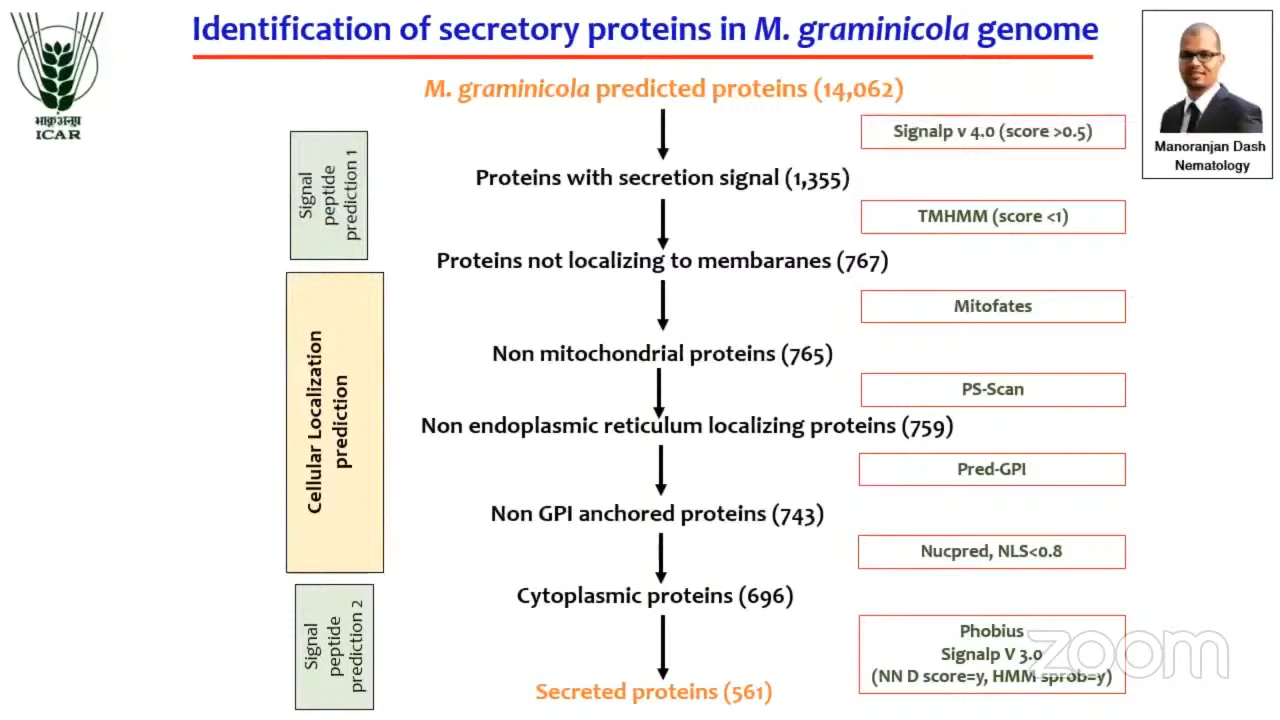 Identification of secretory proteins in M. graminicola genome
भाकृअनुप
ICAR
Manoranjan Dash
Nematology
M. graminicola predicted proteins (14,062)
Signalp v 4.0 (score >0.5)
Signal
peptide
prediction 1
Proteins with secretion signal (1,355)
TMHMM (score <1)
Proteins not localizing to membaranes (767)
Cellular Localization
prediction
Mitofates
Non mitochondrial proteins (765)
PS-Scan
Non endoplasmic reticulum localizing proteins (759)
Pred-GPI
Non GPI anchored proteins (743)
Nucpred, NLS<0.8
Cytoplasmic proteins (696)
Signal
peptide
prediction 2
Phobius
Signalp V 3.0
(NN D score=y, HMM sprob=y)
zoom
Secreted proteins (561)